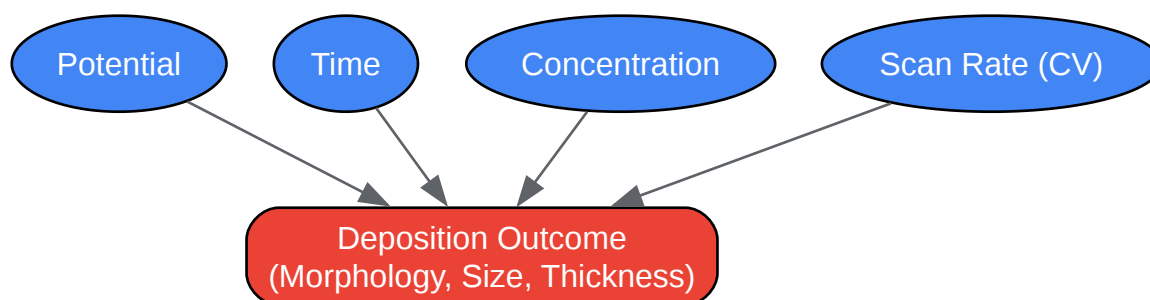 Potential
Time
Concentration
Scan Rate (CV)
Deposition Outcome
(Morphology, Size, Thickness)